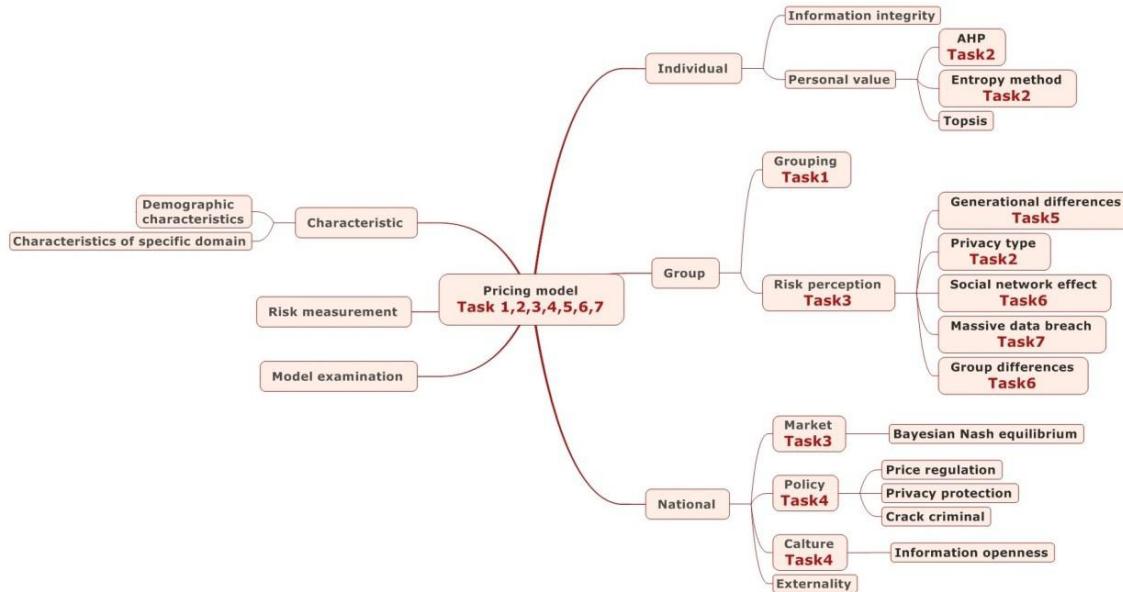 Information integrity
AHP
Task2
Individual
Personal value
Entropy method
Task2
Topsis
Grouping
Task1
Demographic
characteristics
Characteristic
Characteristics of specific domain
Generational differences
Task5
Privacy type
Task2
Group
Pricing model
Task 1,2,3,4,5,6,7
Risk perception
Task3
Social network effect
Task6
Risk measurement
Massive data breach
Task7
Model examination
Group differences
Task6
Market
Task3
Bayesian Nash equilibrium
Price regulation
National
Policy
Task4
Privacy protection
Crack criminal
Calture
Task4
Information openness
Externality